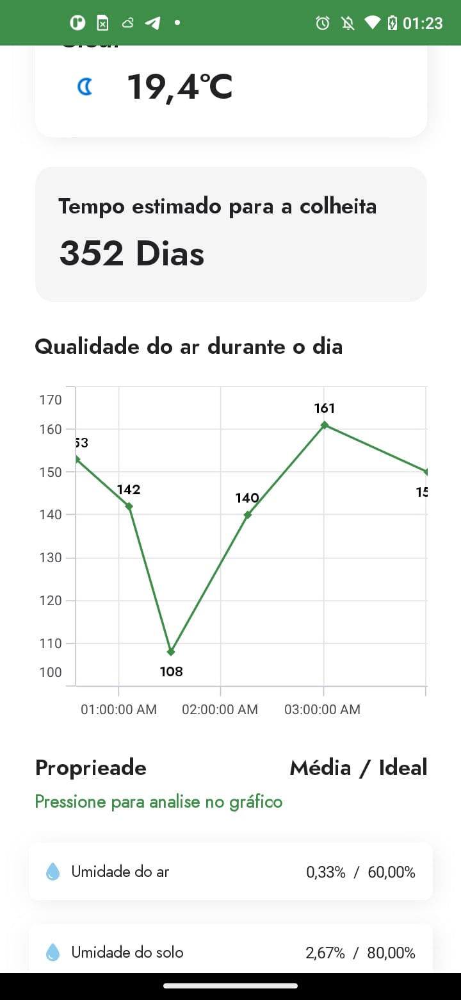 01:23
19,4°C
Tempo estimado para a colheita
352 Dias
Qualidade do ar durante o dia
170
160
150
140
130
120
110
100
53
142
108
140
161
15
01:00:00 AM 02:00:00 AM 03:00:00 AM
Proprieade Média / Ideal
Pressione para analise no gráfico
Umidade do ar 0,33% / 60,00%
Umidade do solo 2,67% / 80,00%